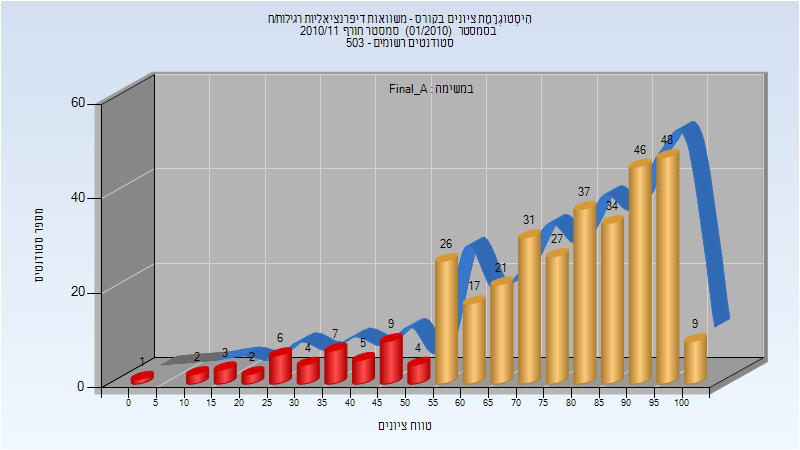 היסטוגרמת ציונים בקורס - משוואות דיפרנציאליות רגילות/ח
בסמסטר (01/2010) סמסטר חורף 2010/11
סטודנטים רשומים - 503
במשימה : Final_A
60
40
20
0
מספר סטודנטים
1 2 3 2 6 4 7 5 9 4 26 17 21 31 27 37 34 46 48 9
0 5 10 15 20 25 30 35 40 45 50 55 60 65 70 75 80 85 90 95 100
טווח ציונים